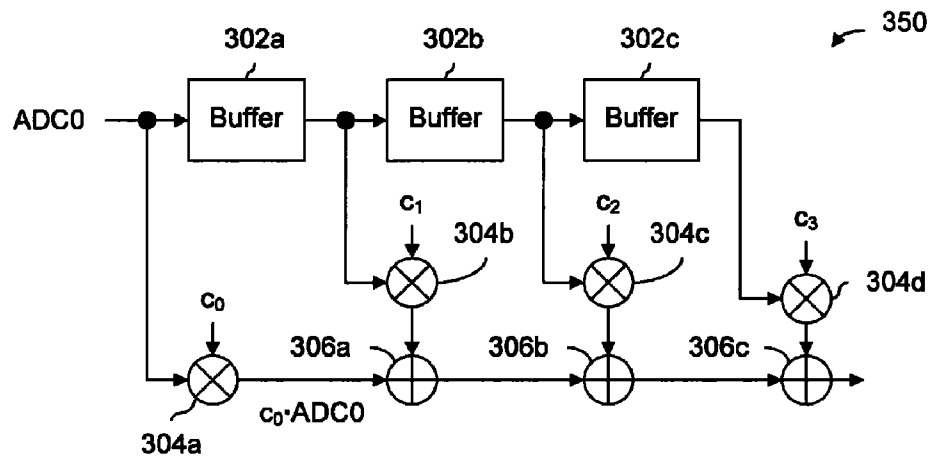 350
302a 302b 302c
ADC0 Buffer Buffer Buffer
c₁ c₂ c₃
304b 304c 304d
c₀
306a 306b 306c
c₀·ADC0
304a